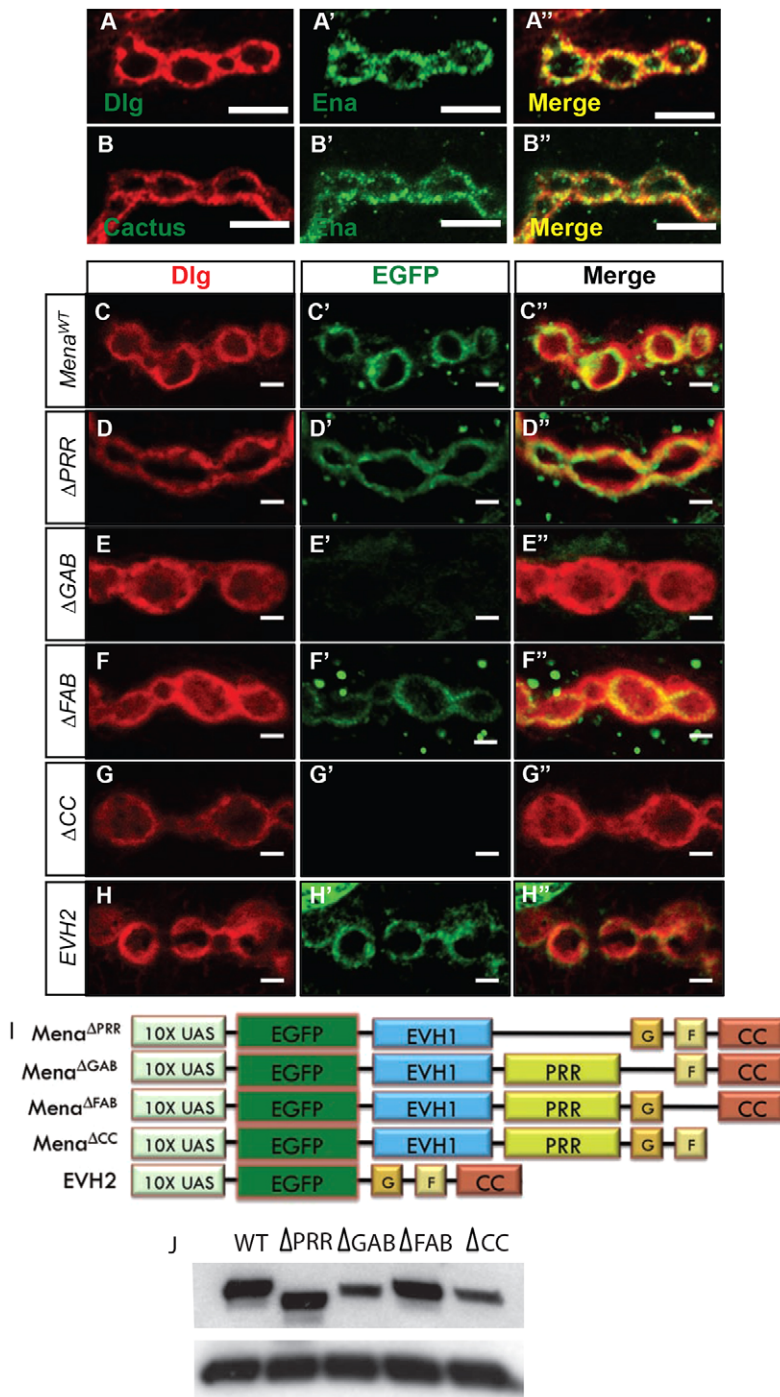 A A' A"
Dlg Ena Merge
B B' B"
Cactus Ena Merge
Dlg EGFP Merge
Mena^WT C C' C"
ΔPRR D D' D"
ΔGAB E E' E"
ΔFAB F F' F"
ΔCC G G' G"
EVH2 H H' H"
I
Mena^ΔPRR 10X UAS EGFP EVH1 G F CC
Mena^ΔGAB 10X UAS EGFP EVH1 PRR F CC
Mena^ΔFAB 10X UAS EGFP EVH1 PRR G CC
Mena^ΔCC 10X UAS EGFP EVH1 PRR G F
EVH2 10X UAS EGFP G F CC
J WT ΔPRR ΔGAB ΔFAB ΔCC